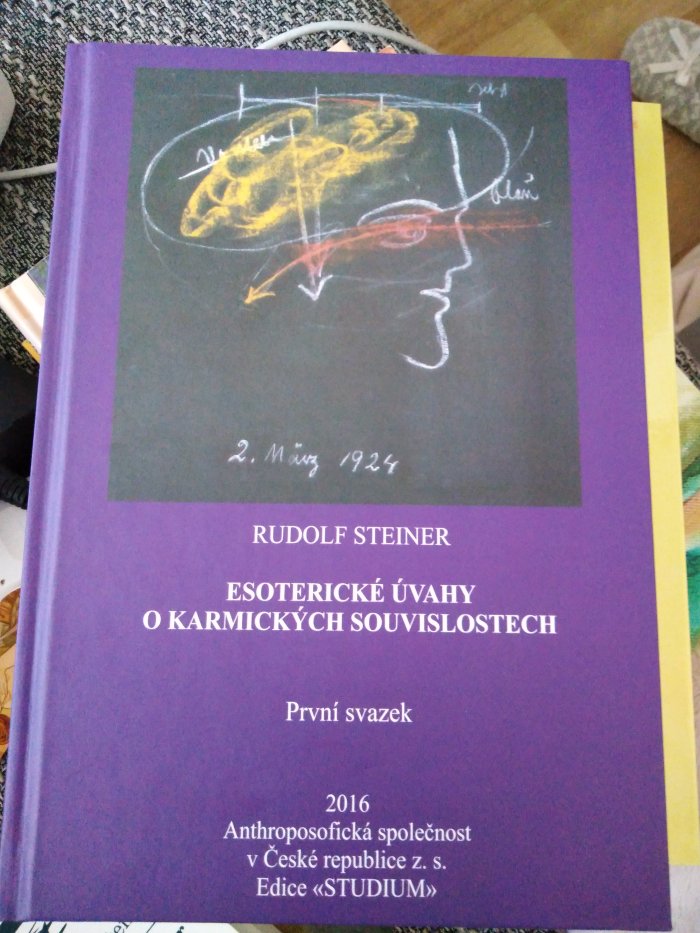 2. März 1924
RUDOLF STEINER
ESOTERICKÉ ÚVAHY
O KARMICKÝCH SOUVISLOSTECH
První svazek
2016
Anthroposofická společnost
v České republice z. s.
Edice «STUDIUM»